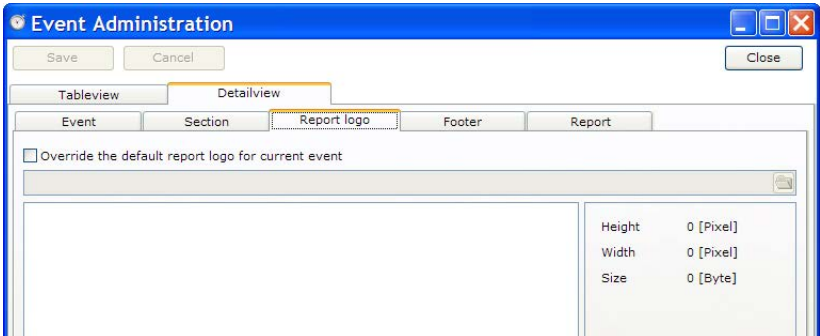 Event Administration
Save Cancel Close
Tableview Detailview
Event Section Report logo Footer Report
Override the default report logo for current event
Height 0 [Pixel]
Width 0 [Pixel]
Size 0 [Byte]